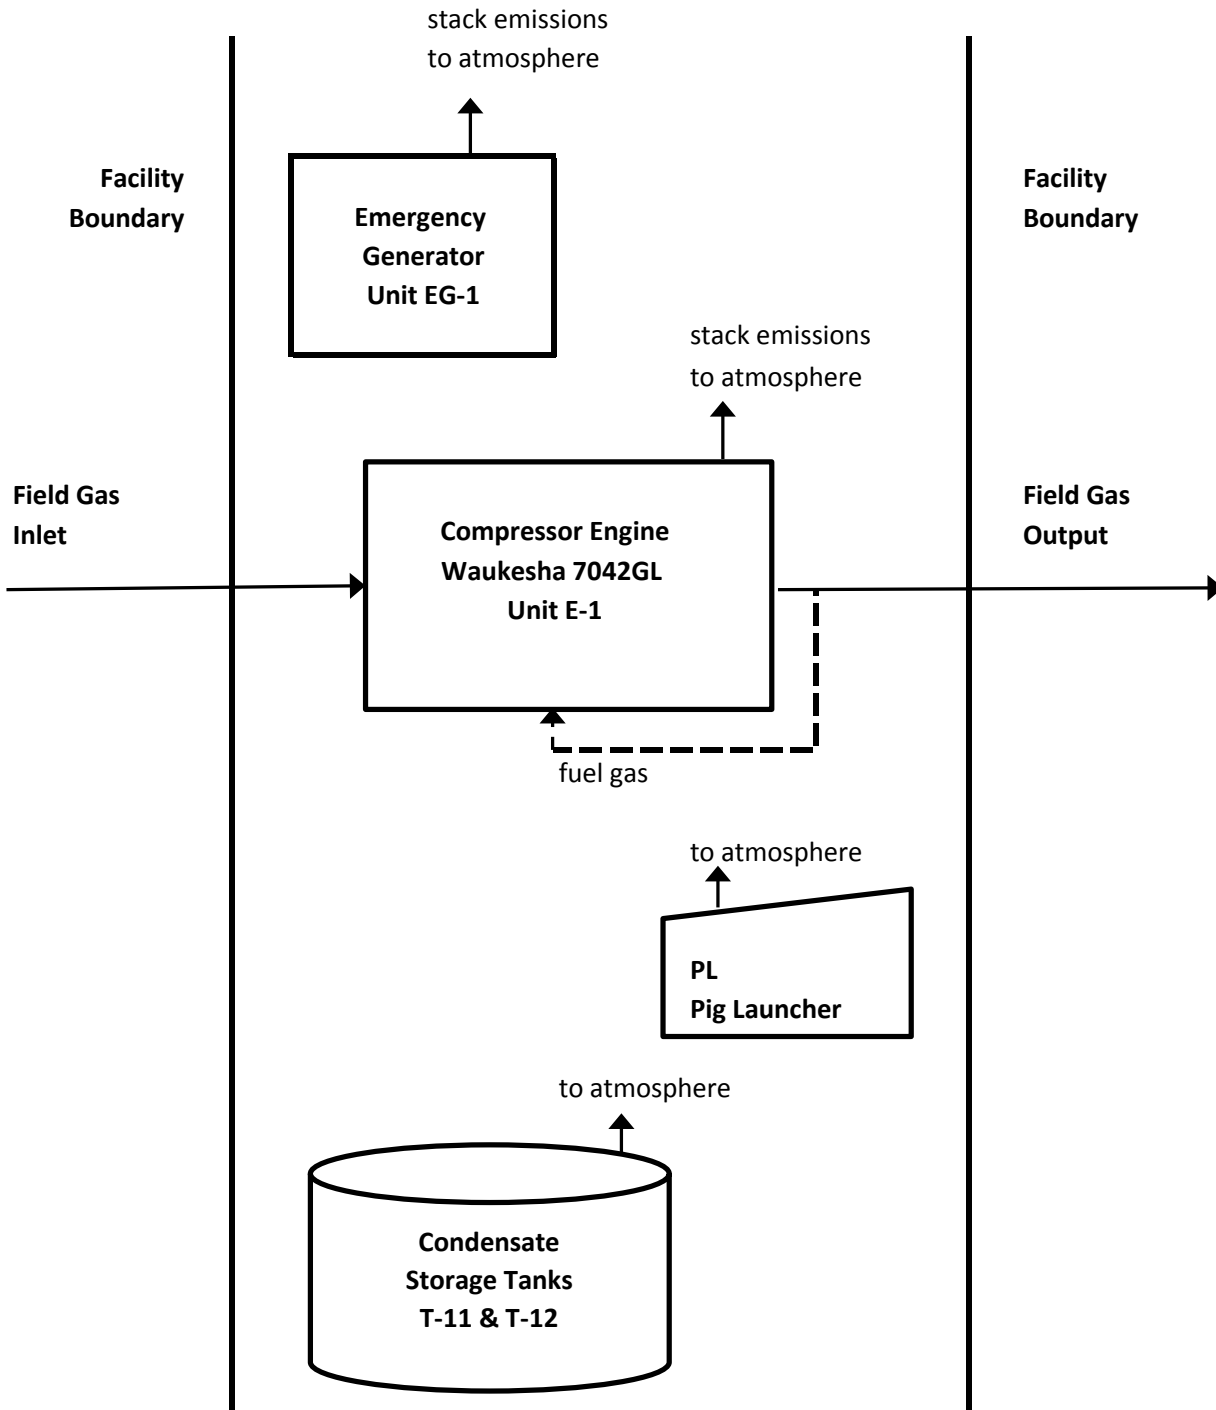 stack emissions
to atmosphere
Facility
Boundary
Emergency
Generator
Unit EG-1
Facility
Boundary
stack emissions
to atmosphere
Field Gas
Inlet
Compressor Engine
Waukesha 7042GL
Unit E-1
Field Gas
Output
fuel gas
to atmosphere
PL
Pig Launcher
to atmosphere
Condensate
Storage Tanks
T-11 & T-12